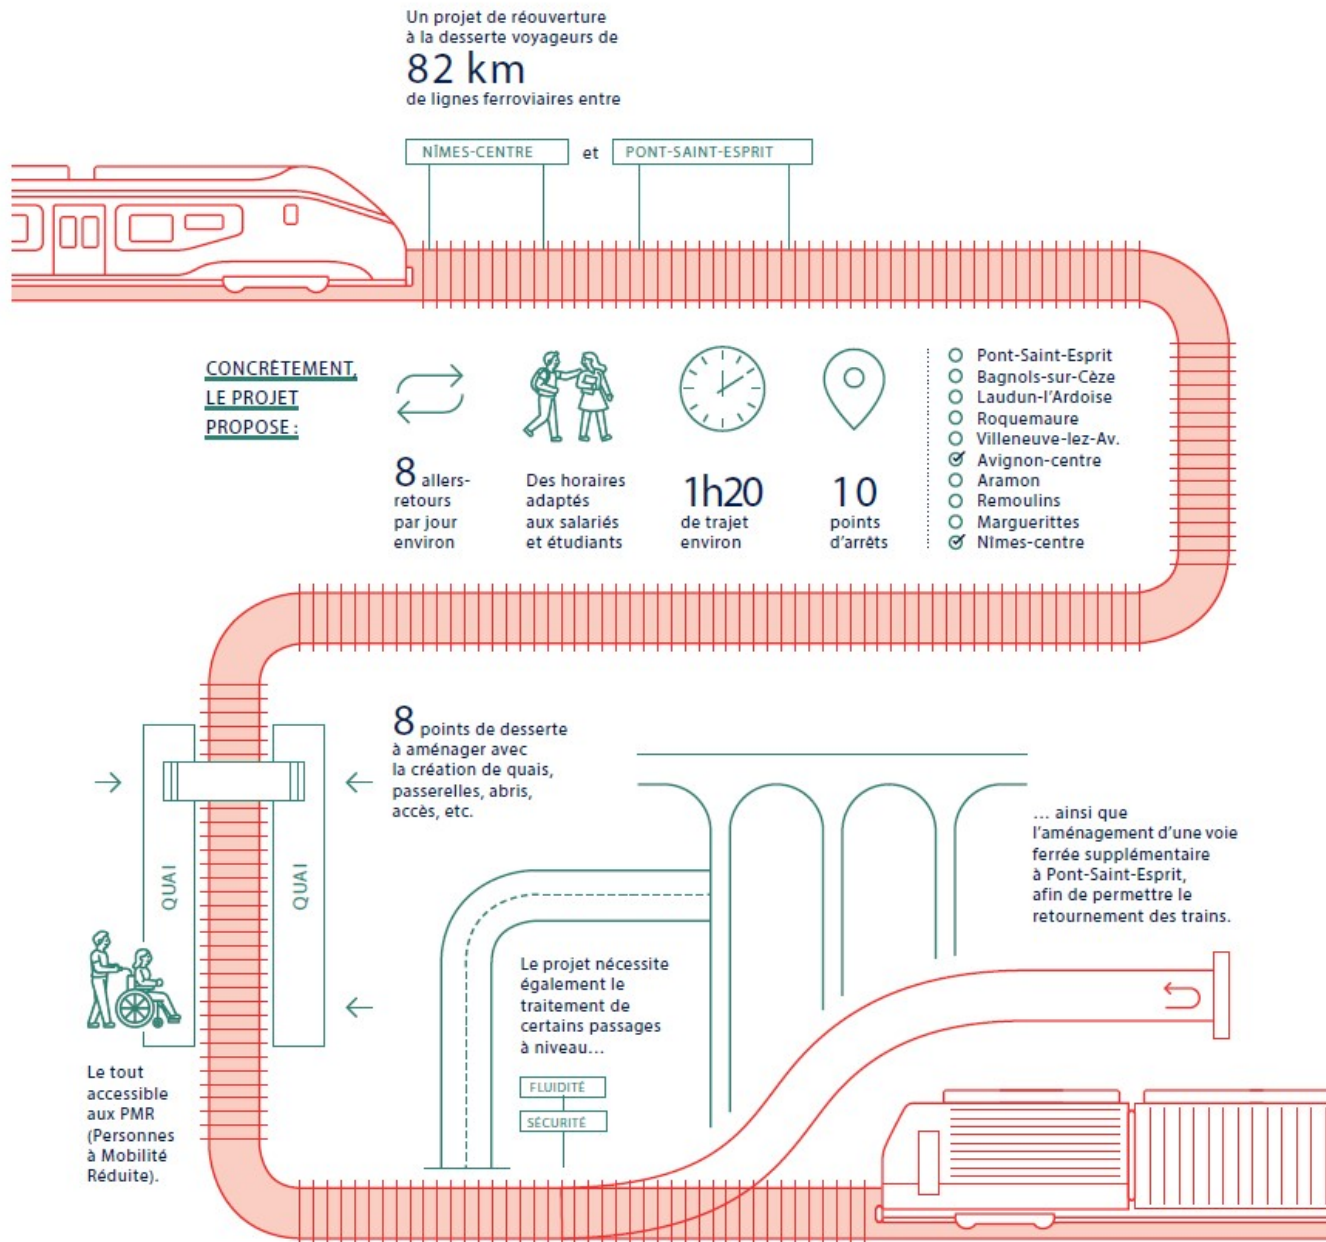 Un projet de réouverture
à la desserte voyageurs de
82 km
de lignes ferroviaires entre
NÎMES-CENTRE et PONT-SAINT-ESPRIT
CONCRÈTEMENT,
LE PROJET
PROPOSE :
8 allers-
retours
par jour
environ
Des horaires
adaptés
aux salariés
et étudiants
1h20
de trajet
environ
10
points
d'arrêts
Pont-Saint-Esprit
Bagnols-sur-Cèze
Laudun-l'Ardoise
Roquemaure
Villeneuve-lez-Av.
Avignon-centre
Aramon
Remoulins
Marguerittes
Nîmes-centre
8 points de desserte
à aménager avec
la création de quais,
passerelles, abris,
accès, etc.
QUAI
QUAI
Le tout
accessible
aux PMR
(Personnes
à Mobilité
Réduite).
Le projet nécessite
également le
traitement de
certains passages
à niveau...
FLUIDITÉ
SÉCURITÉ
... ainsi que
l'aménagement d'une voie
ferrée supplémentaire
à Pont-Saint-Esprit,
afin de permettre le
retournement des trains.